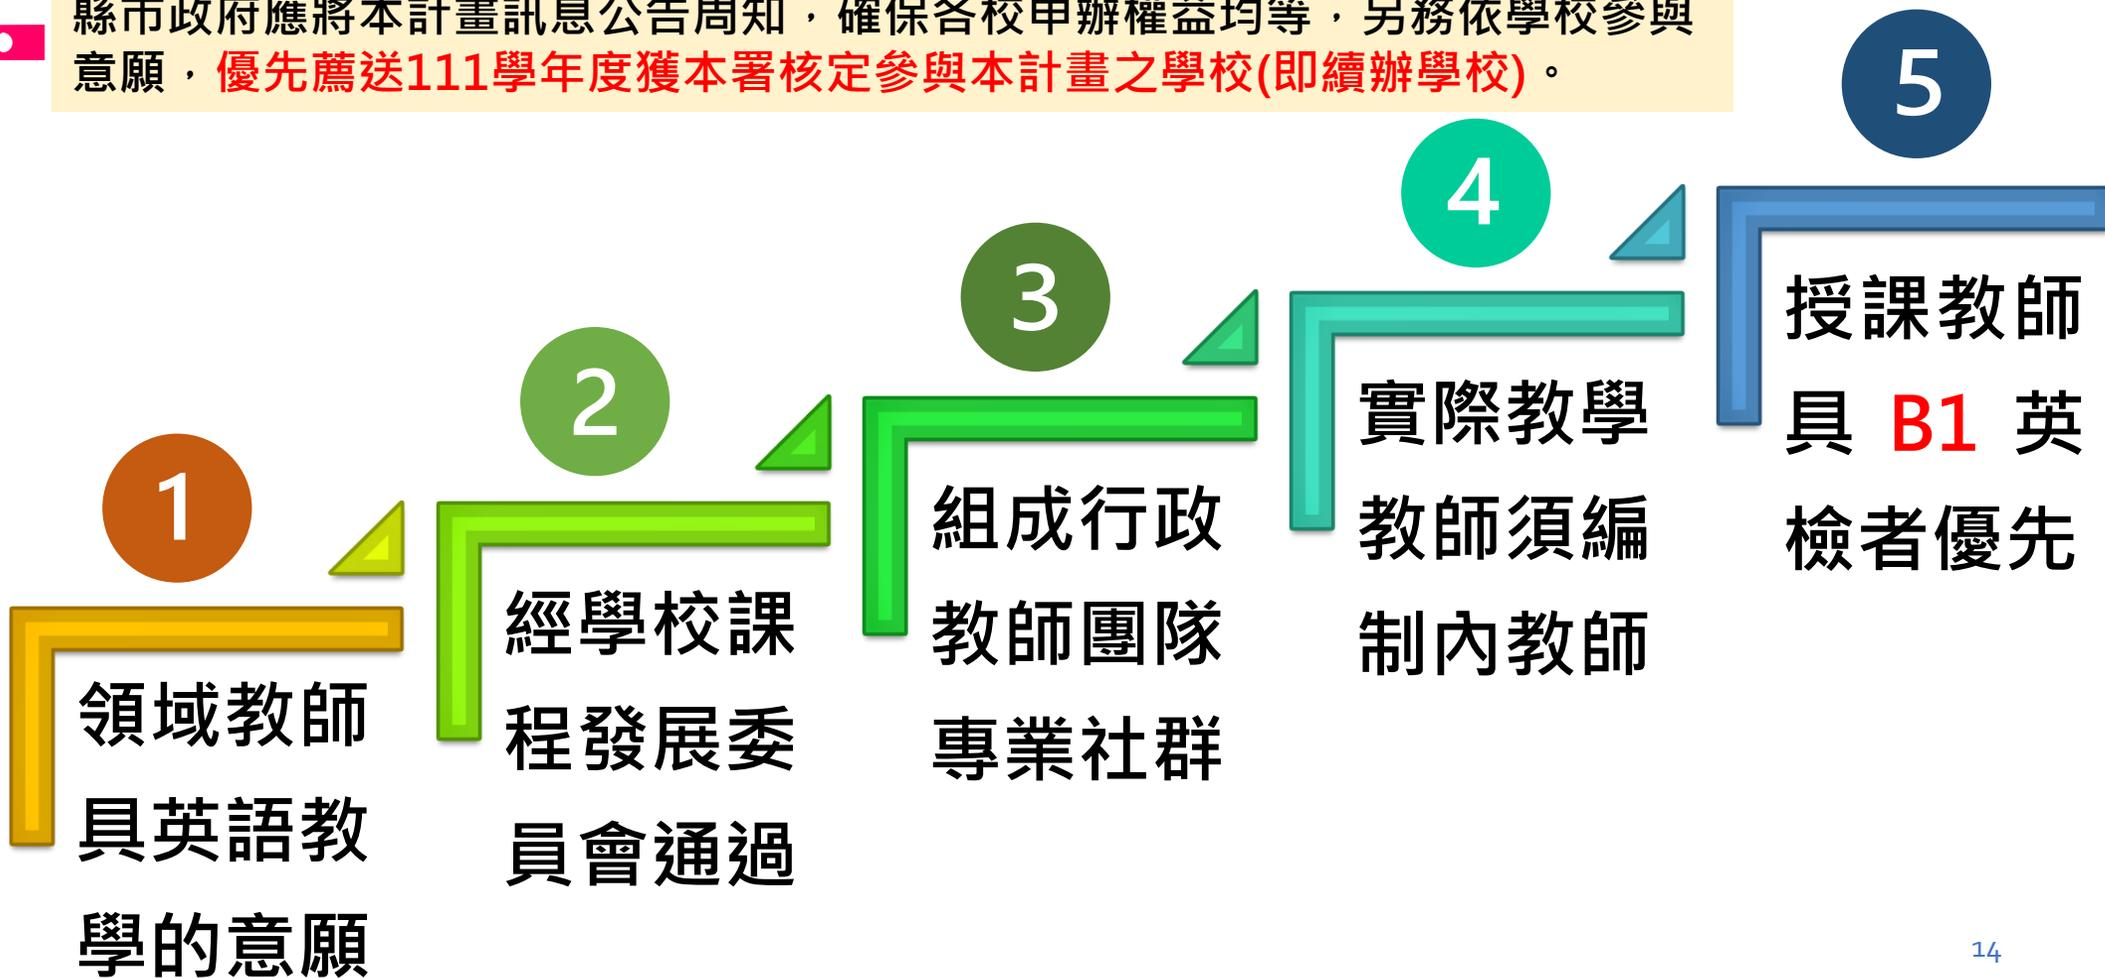 縣市政府應將本計畫訊息公告周知，確保各校申辦權益均等，另務依學校參與
意願，優先薦送111學年度獲本署核定參與本計畫之學校(即續辦學校)。
1
領域教師
具英語教
學的意願
2
經學校課
程發展委
員會通過
3
組成行政
教師團隊
專業社群
4
實際教學
教師須編
制內教師
5
授課教師
具 B1 英
檢者優先
14